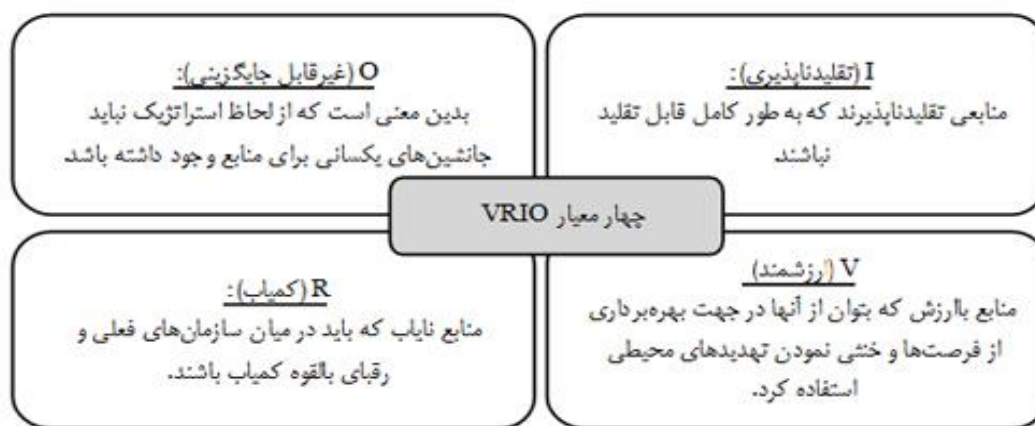 I (تقلیدناپذیری):
منابعی تقلیدناپذیرند که به طور کامل قابل تقلید
نباشند.
O (غیرقابل جایگزینی):
بدین معنی است که از لحاظ استراتژیک نباید
جانشین‌های یکسانی برای منابع وجود داشته باشد.
چهار معیار VRIO
V (ارزشمند)
منابع باارزش که بتوان از آنها در جهت بهره‌برداری
از فرصت‌ها و خنثی نمودن تهدیدهای محیطی
استفاده کرد.
R (کمیاب):
منابع نایاب که باید در میان سازمان‌های فعلی و
رقبای بالقوه کمیاب باشند.